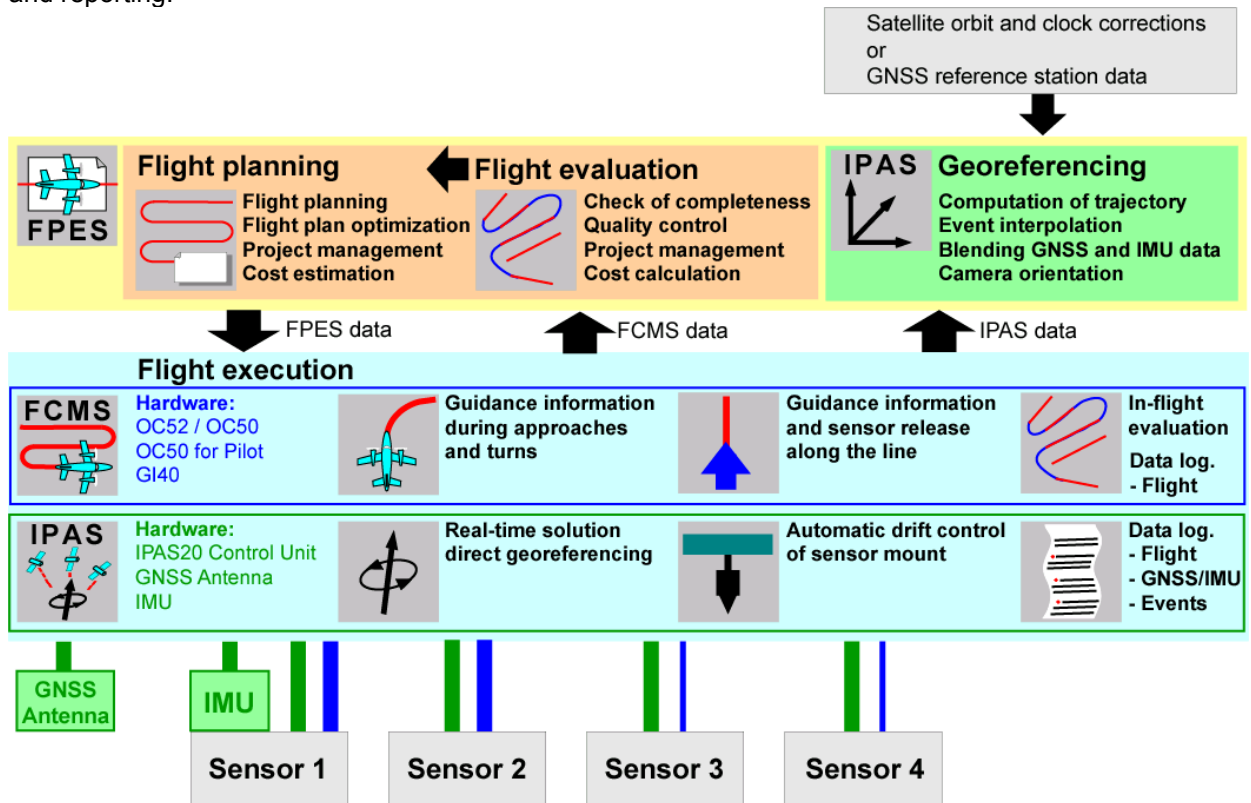 and reporting.
Satellite orbit and clock corrections
or
GNSS reference station data
FPES
Flight planning
Flight planning
Flight plan optimization
Project management
Cost estimation
Flight evaluation
Check of completeness
Quality control
Project management
Cost calculation
IPAS
Georeferencing
Computation of trajectory
Event interpolation
Blending GNSS and IMU data
Camera orientation
FPES data
FCMS data
IPAS data
Flight execution
FCMS
Hardware:
OC52 / OC50
OC50 for Pilot
GI40
Guidance information
during approaches
and turns
Guidance information
and sensor release
along the line
In-flight
evaluation
Data log.
- Flight
IPAS
Hardware:
IPAS20 Control Unit
GNSS Antenna
IMU
Real-time solution
direct georeferencing
Automatic drift control
of sensor mount
Data log.
- Flight
- GNSS/IMU
- Events
GNSS
Antenna
IMU
Sensor 1
Sensor 2
Sensor 3
Sensor 4